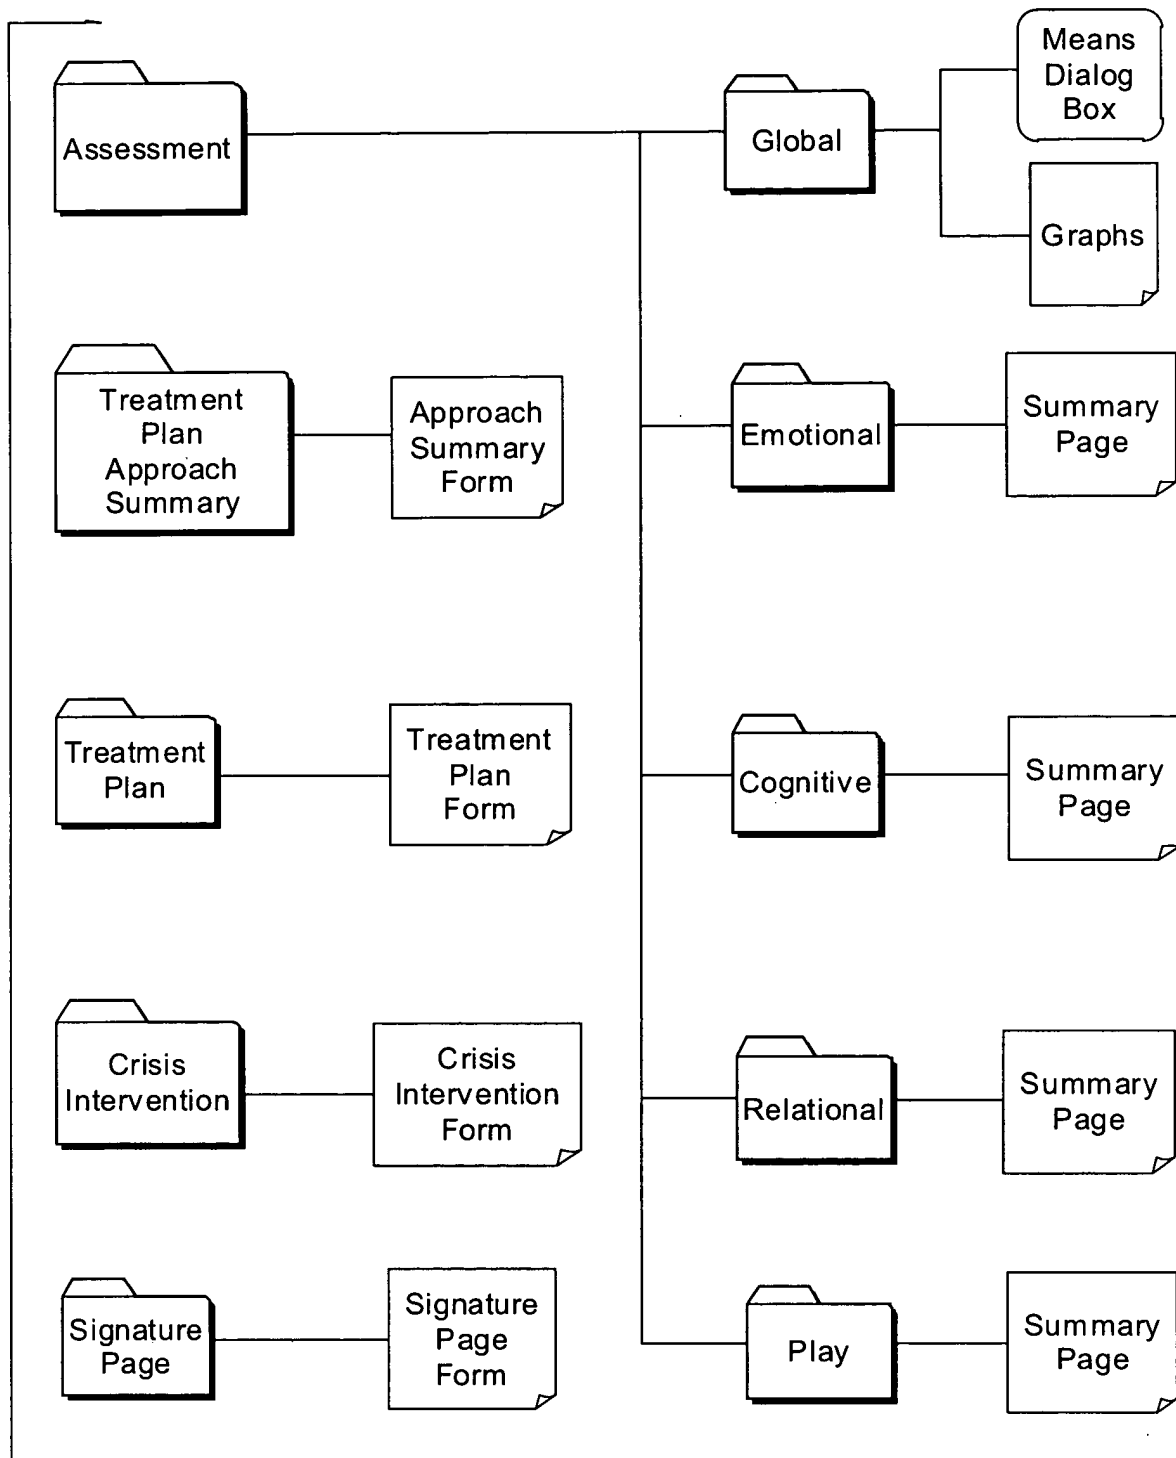 Assessment
Global
Means
Dialog
Box
Graphs
Treatment
Plan
Approach
Summary
Approach
Summary
Form
Emotional
Summary
Page
Treatment
Plan
Treatment
Plan
Form
Cognitive
Summary
Page
Crisis
Intervention
Crisis
Intervention
Form
Relational
Summary
Page
Signature
Page
Signature
Page
Form
Play
Summary
Page